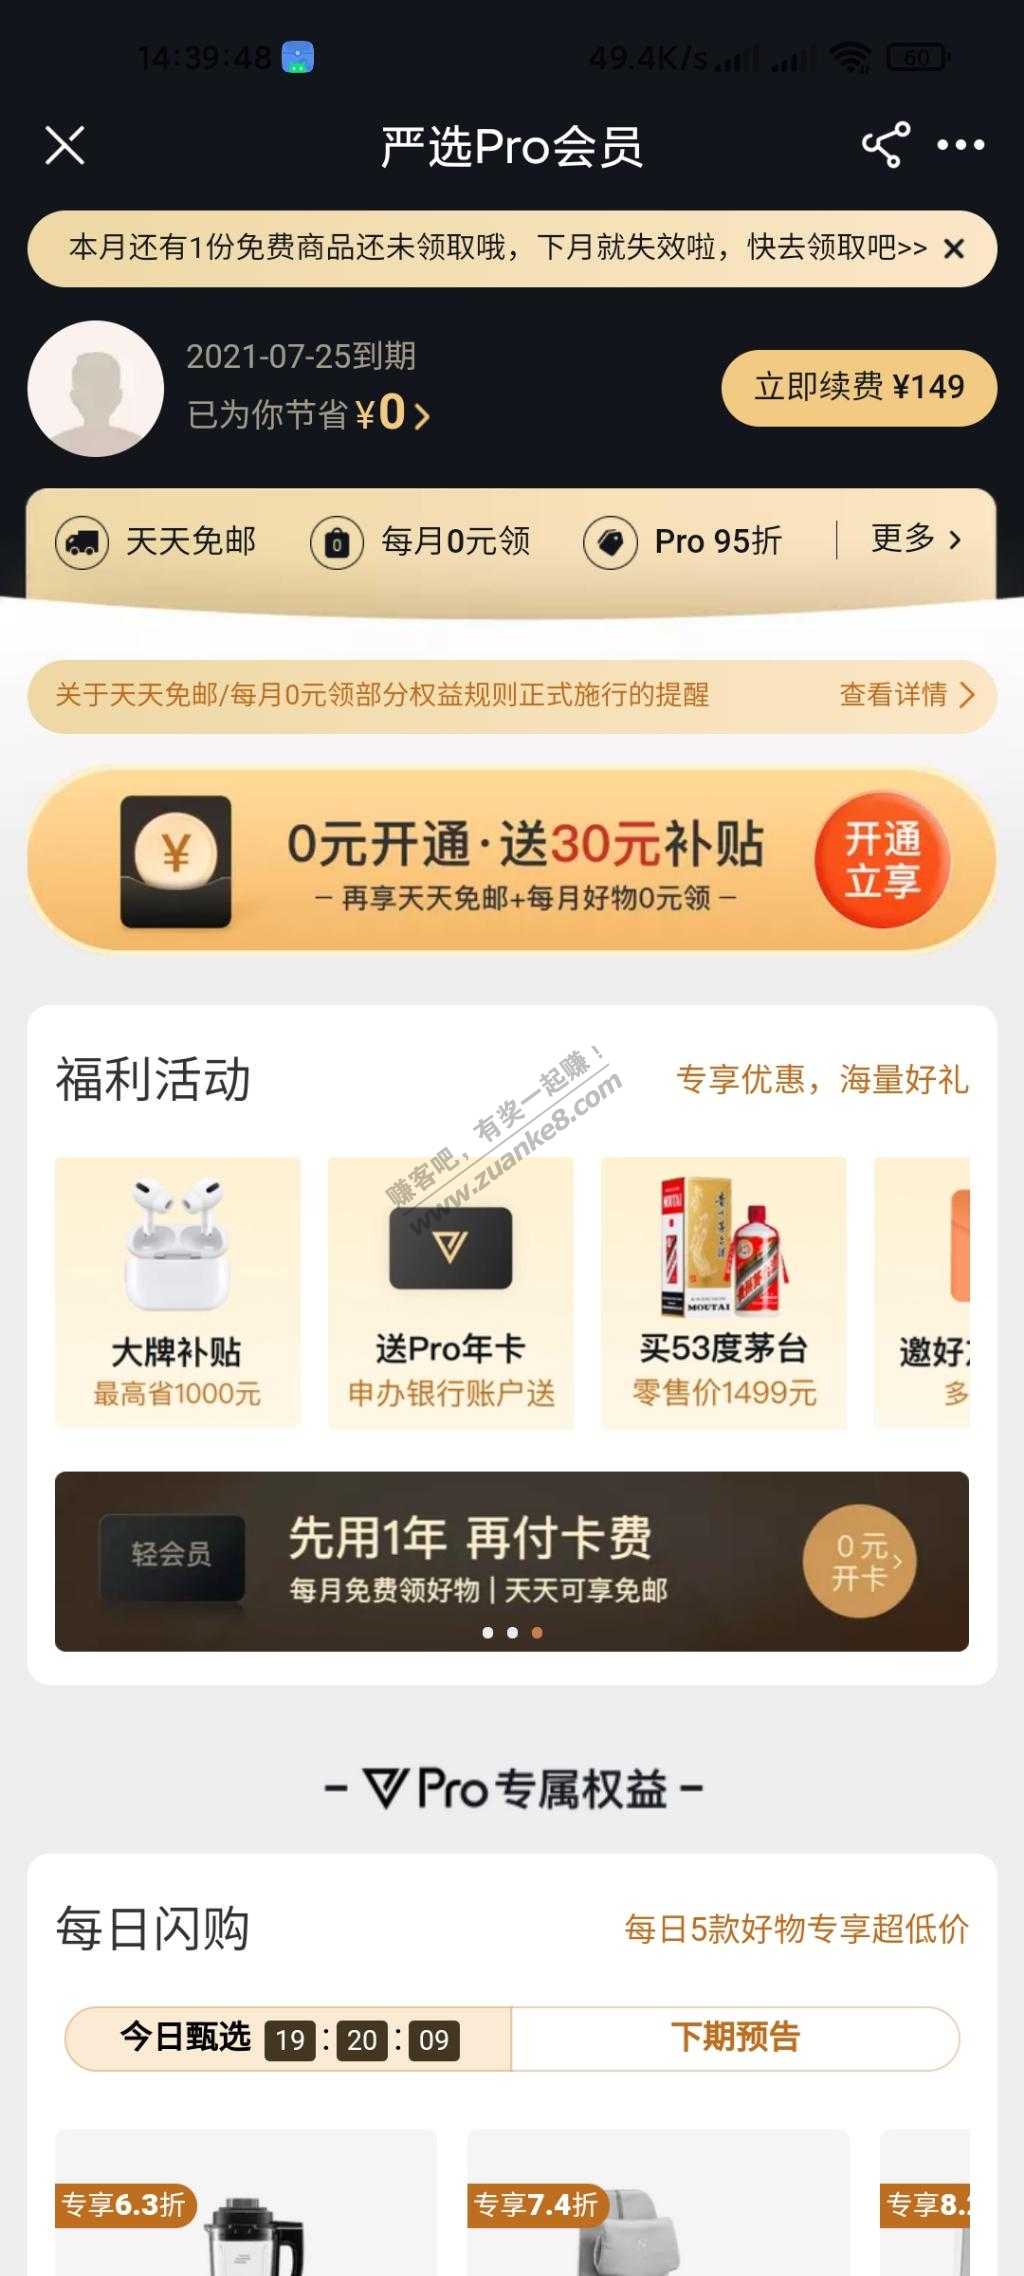 14:39:48
49.4K/s
60
严选Pro会员
本月还有1份免费商品还未领取哦，下月就失效啦，快去领取吧>>
2021-07-25到期
已为你节省¥0
立即续费 ¥149
天天免邮
0
每月0元领
Pro 95折
更多
关于天天免邮/每月0元领部分权益规则正式施行的提醒
查看详情
¥
0元开通·送30元补贴
– 再享天天免邮+每月好物0元领 –
开通
立享
福利活动
专享优惠，海量好礼
赚客吧，有奖一起赚！
www.zuanke8.com
MOUTAI
MOUTAI
大牌补贴
最高省1000元
送Pro年卡
申办银行账户送
买53度茅台
零售价1499元
邀好
多
轻会员
先用1年 再付卡费
每月免费领好物 | 天天可享免邮
0元
开卡
– Pro专属权益 –
每日闪购
每日5款好物专享超低价
今日甄选 19:20:09
下期预告
专享6.3折
专享7.4折
专享8.